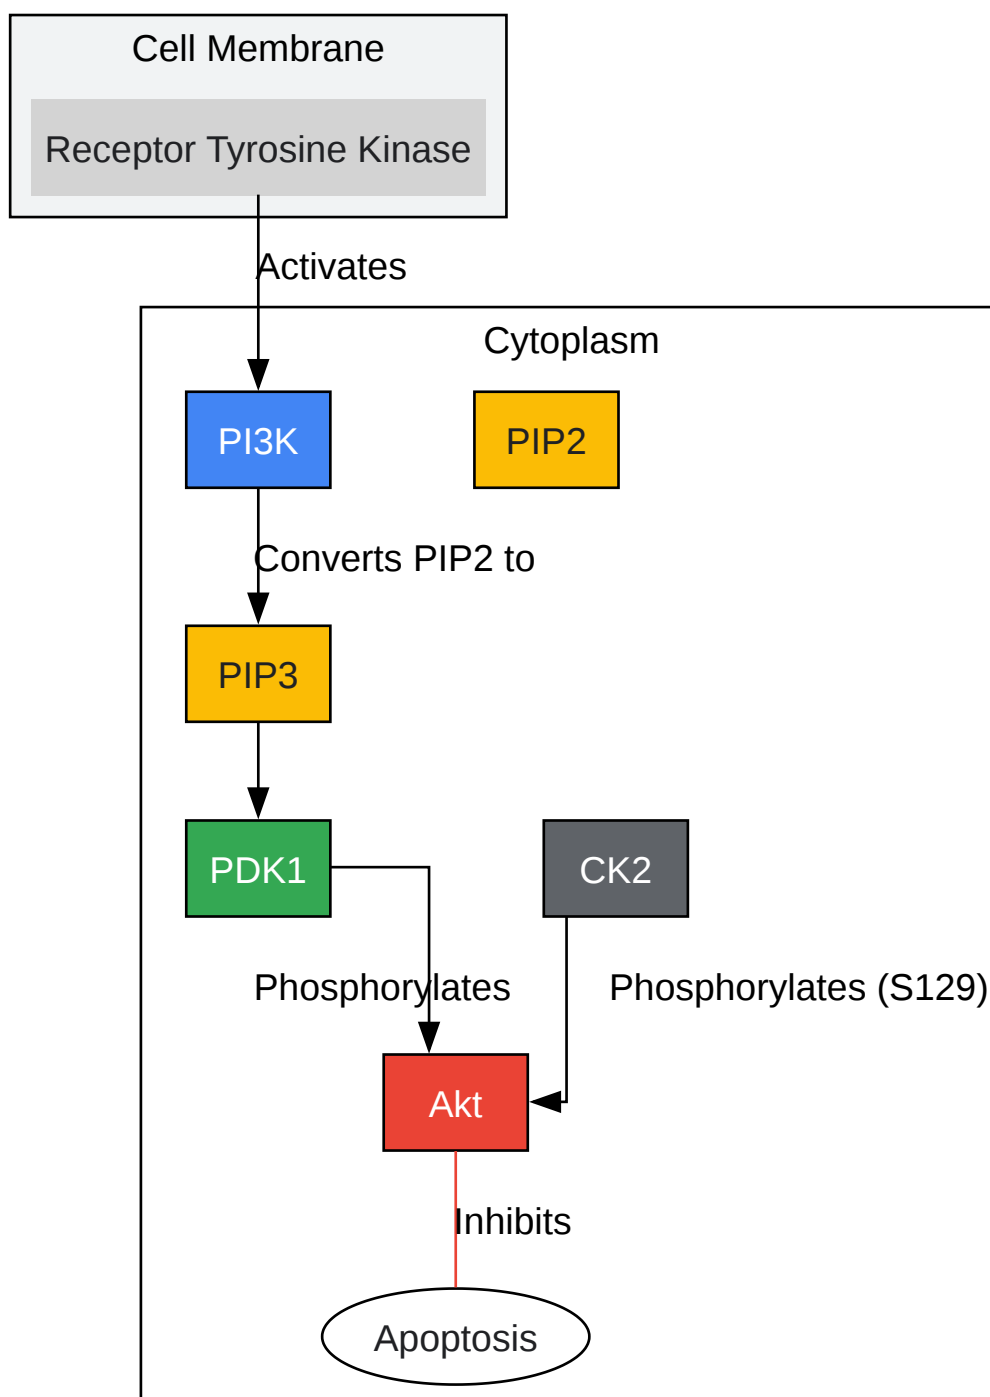 Cell Membrane
Receptor Tyrosine Kinase
Activates
Cytoplasm
PI3K
PIP2
Converts PIP2 to
PIP3
PDK1
CK2
Phosphorylates
Phosphorylates (S129)
Akt
Inhibits
Apoptosis